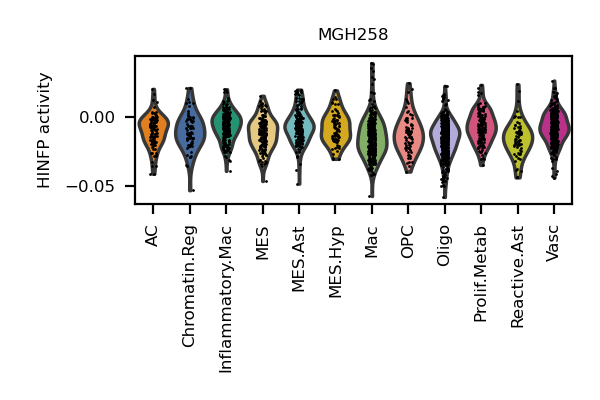 MGH258
HINFP activity
0.00
−0.05
AC
Chromatin.Reg
Inflammatory.Mac
MES
MES.Ast
MES.Hyp
Mac
OPC
Oligo
Prolif.Metab
Reactive.Ast
Vasc